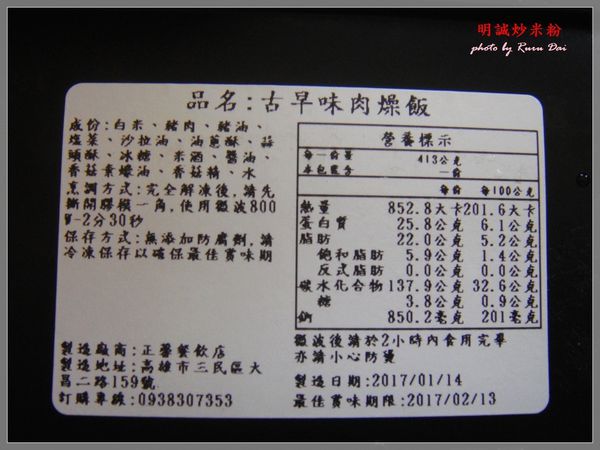 明誠炒米粉
photo by Ruru Dai
品名:古早味肉燥飯
成份:白米、豬肉、豬油、
塩菜、沙拉油、油蔥酥、蒜
頭酥、冰糖、米酒、醬油、
香菇素蠔油、香菇精、水
烹調方式:完全解凍後,請先
撕開膠模一角,使用微波800
W-2分30秒
保存方式:無添加防腐劑,請
冷凍保存以確保最佳賞味期
營養標示
每一份量 413公克
本包裝含 一份
每份 每100公克
熱量 852.8大卡 201.6大卡
蛋白質 25.8公克 6.1公克
脂肪 22.0公克 5.2公克
飽和脂肪 5.9公克 1.4公克
反式脂肪 0.0公克 0.0公克
碳水化合物 137.9公克 32.6公克
糖 3.8公克 0.9公克
鈉 850.2毫克 201毫克
微波後請於2小時內食用完畢
亦請小心防燙
製造廠商:正馨餐飲店
製造地址:高雄市三民區大
昌二路159號
訂購專線:0938307353
製造日期:2017/01/14
最佳賞味期限:2017/02/13